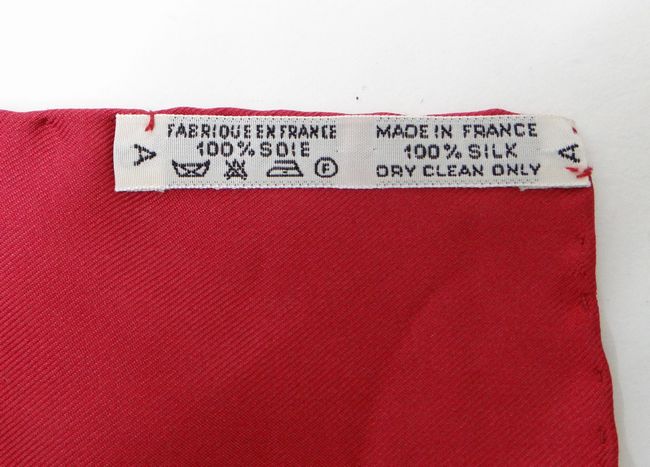 A
FABRIQUE EN FRANCE
100% SOIE
F
MADE IN FRANCE
100% SILK
DRY CLEAN ONLY
A